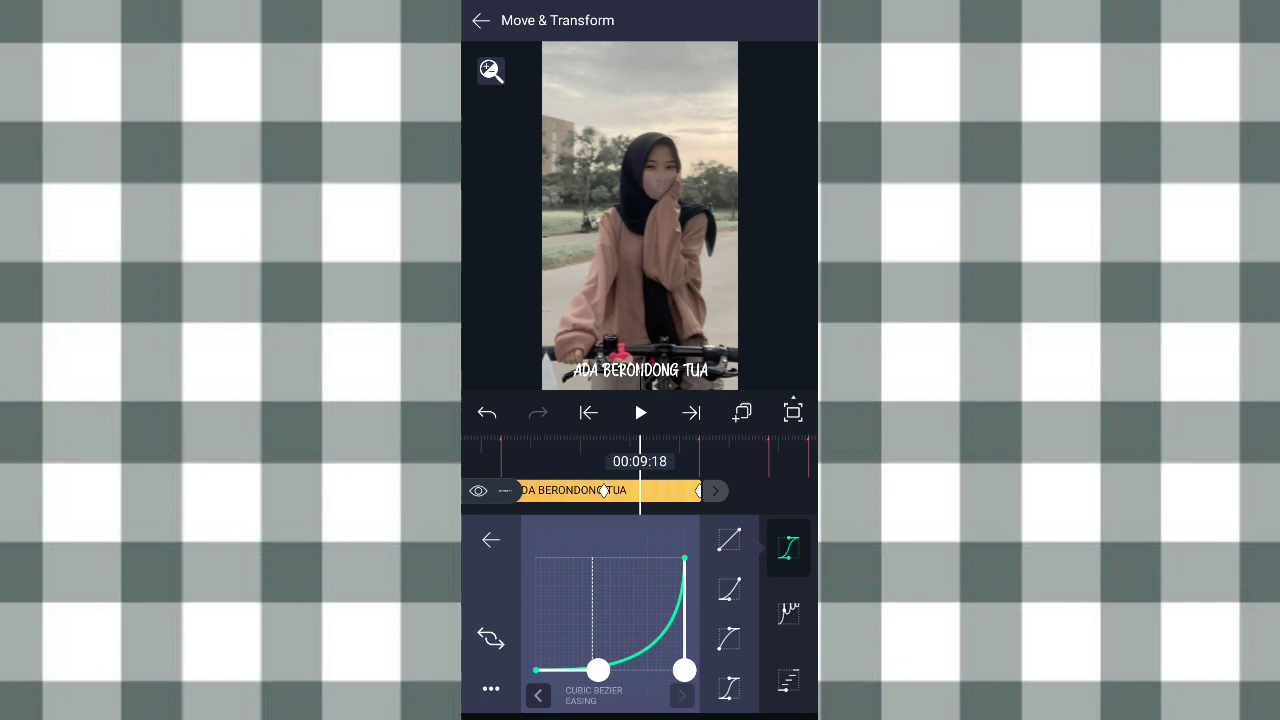 Move & Transform
ADA BERONDONG TUA
00:09:18
DA BERONDONG TUA
CUBIC BEZIER
EASING